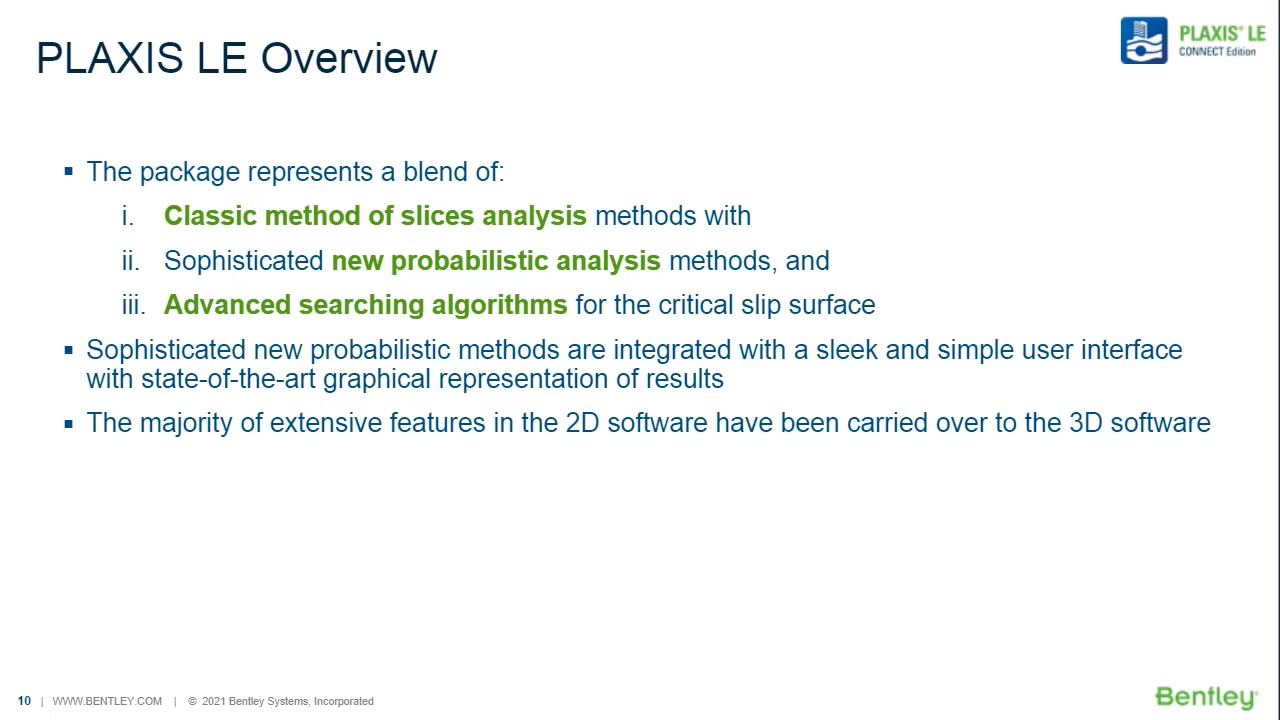 PLAXIS LE Overview
PLAXIS® LE
CONNECT Edition
▪ The package represents a blend of:
i. Classic method of slices analysis methods with
ii. Sophisticated new probabilistic analysis methods, and
iii. Advanced searching algorithms for the critical slip surface
▪ Sophisticated new probabilistic methods are integrated with a sleek and simple user interface
with state-of-the-art graphical representation of results
▪ The majority of extensive features in the 2D software have been carried over to the 3D software
10 | WWW.BENTLEY.COM | © 2021 Bentley Systems, Incorporated
Bentley®